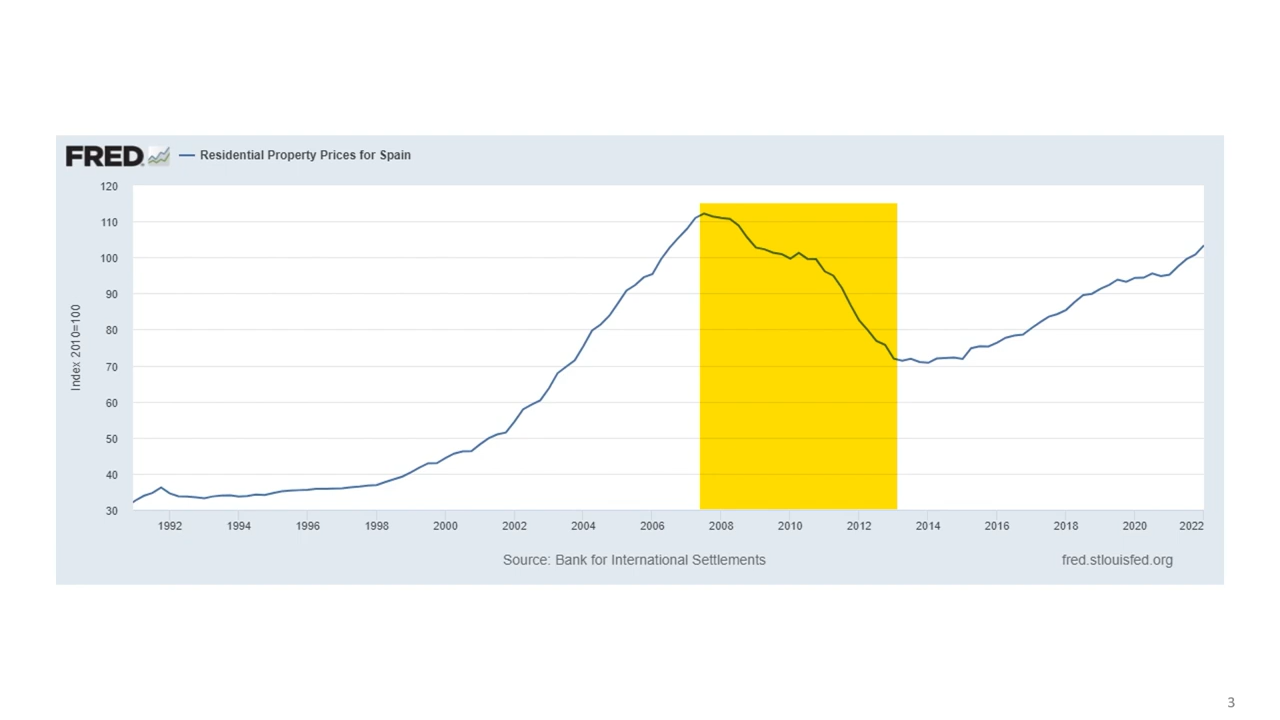 FRED
Residential Property Prices for Spain
120
110
100
90
80
70
60
50
40
30
Index 2010=100
1992 1994 1996 1998 2000 2002 2004 2006 2008 2010 2012 2014 2016 2018 2020 2022
Source: Bank for International Settlements fred.stlouisfed.org
3